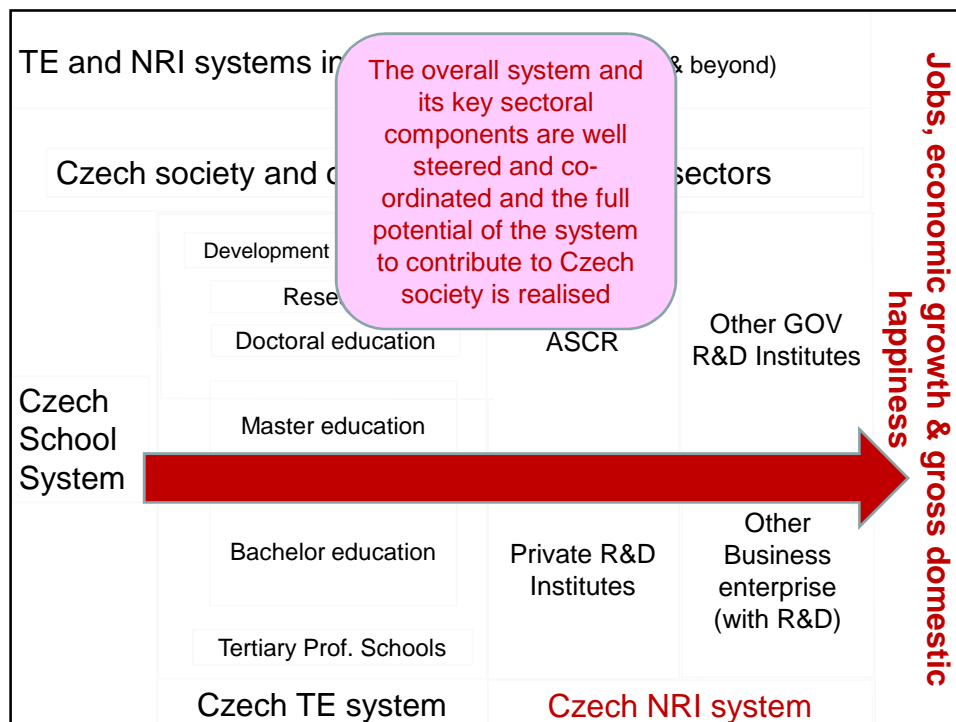 TE and NRI systems in
& beyond)
The overall system and
its key sectoral
components are well
steered and co-
ordinated and the full
potential of the system
to contribute to Czech
society is realised
Czech society and
sectors
Development
Doctoral education
Master education
Bachelor education
Tertiary Prof. Schools
Czech TE system
Czech
School
System
ASCR
Other GOV
R&D Institutes
Private R&D
Institutes
Other
Business
enterprise
(with R&D)
Czech NRI system
Jobs, economic growth & gross domestic
happiness